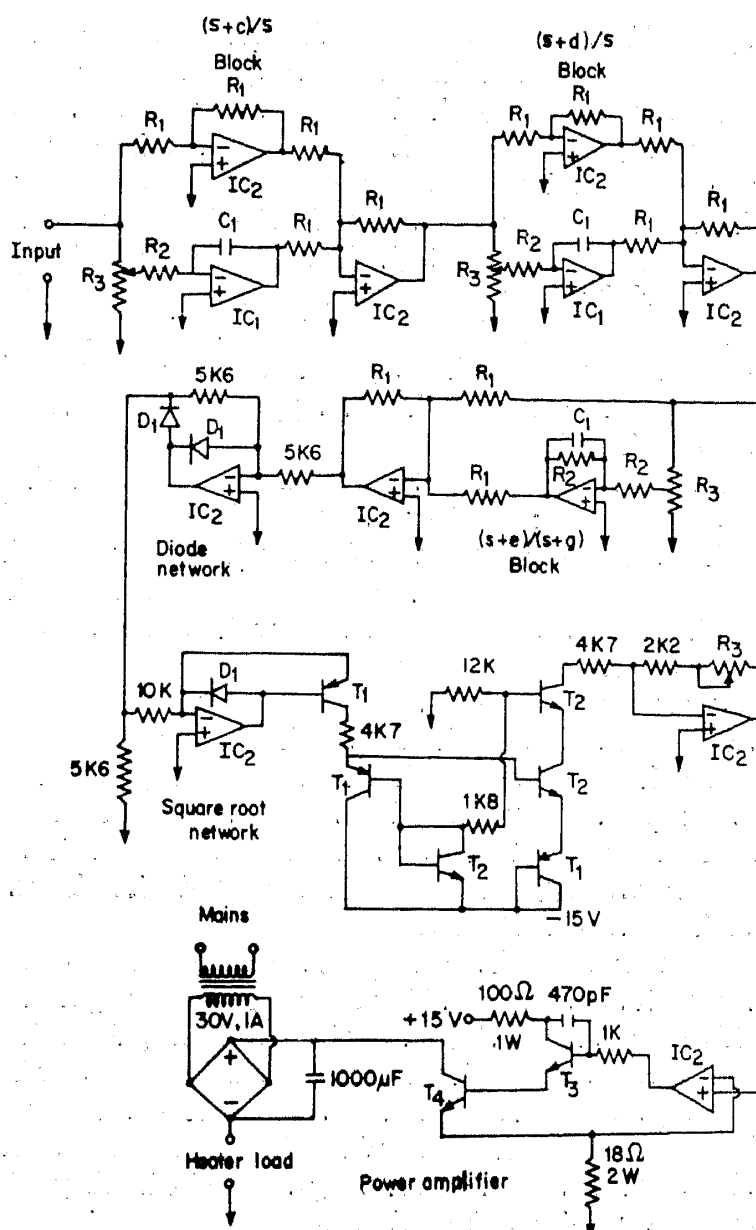 (s+c)/s
Block
(s+d)/s
Block
R1
R1
R1
R1
R1
R1
IC2
IC2
C1
R1
R1
C1
R1
R1
Input
R2
R3
IC1
IC2
R2
R3
IC1
IC2
5K6
D1
D1
5K6
IC2
Diode
network
R1
R1
IC2
R1
C1
R2
R2
R3
(s+e)/(s+g)
Block
10K
D1
IC2
5K6
Square root
network
T1
4K7
T1
12K
T2
4K7
2K2
R3
IC2
T2
1K8
T2
T1
-15V
Mains
30V, 1A
+
-
1000µF
Heater load
+15V
100Ω
1W
470pF
1K
IC2
T3
T4
18Ω
2W
Power amplifier